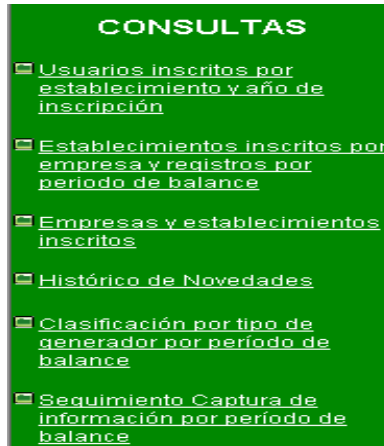 CONSULTAS
Usuarios inscritos por
establecimiento y año de
inscripción
Establecimientos inscritos por
empresa y registros por
periodo de balance
Empresas y establecimientos
inscritos
Histórico de Novedades
Clasificación por tipo de
generador por período de
balance
Seguimiento Captura de
información por período de
balance